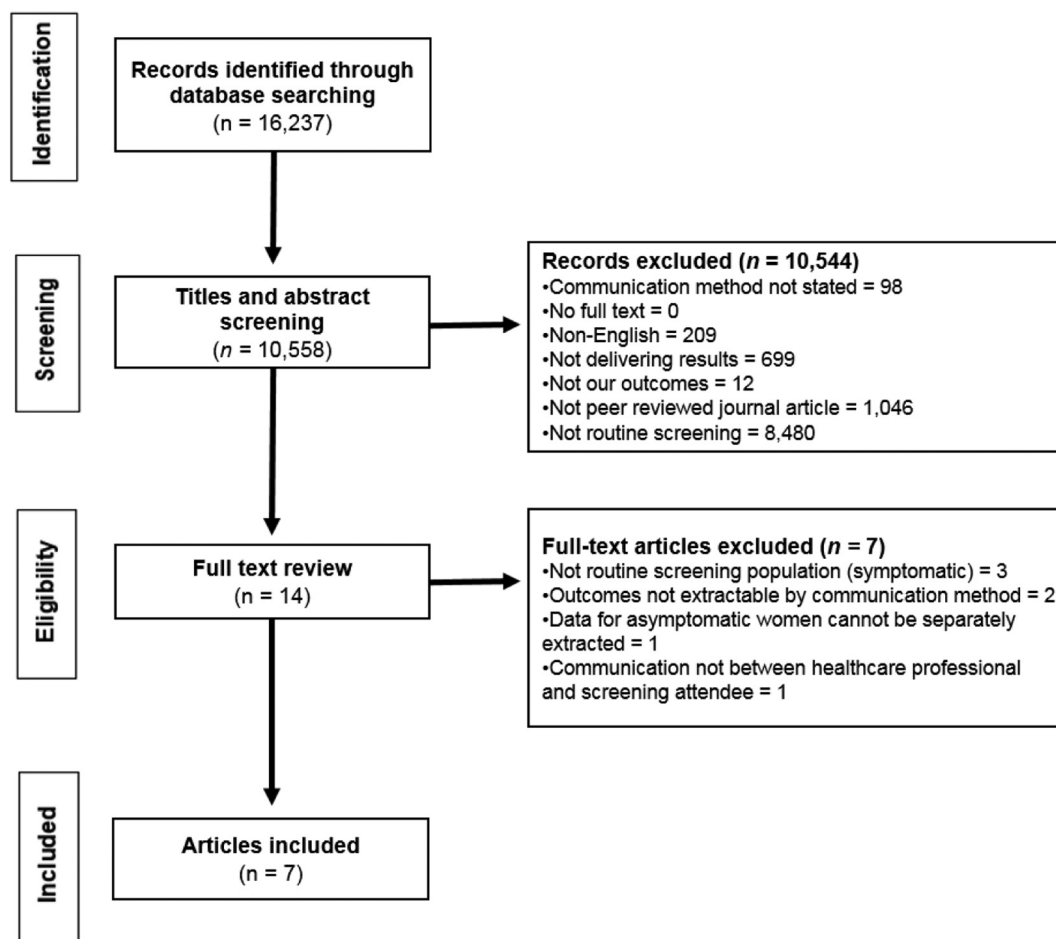 Identification
Records identified through
database searching
(n = 16,237)
Screening
Titles and abstract
screening
(n = 10,558)
Records excluded (n = 10,544)
•Communication method not stated = 98
•No full text = 0
•Non-English = 209
•Not delivering results = 699
•Not our outcomes = 12
•Not peer reviewed journal article = 1,046
•Not routine screening = 8,480
Eligibility
Full text review
(n = 14)
Full-text articles excluded (n = 7)
•Not routine screening population (symptomatic) = 3
•Outcomes not extractable by communication method = 2
•Data for asymptomatic women cannot be separately
extracted = 1
•Communication not between healthcare professional
and screening attendee = 1
Included
Articles included
(n = 7)